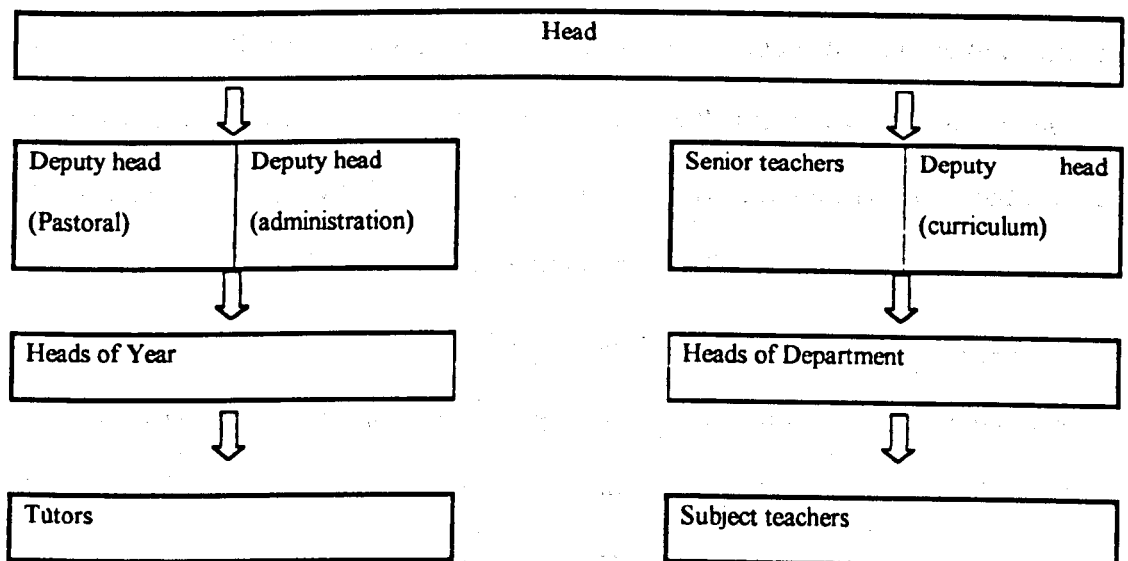 Head
Deputy head
(Pastoral)
Deputy head
(administration)
Senior teachers
Deputy head
(curriculum)
Heads of Year
Heads of Department
Tutors
Subject teachers